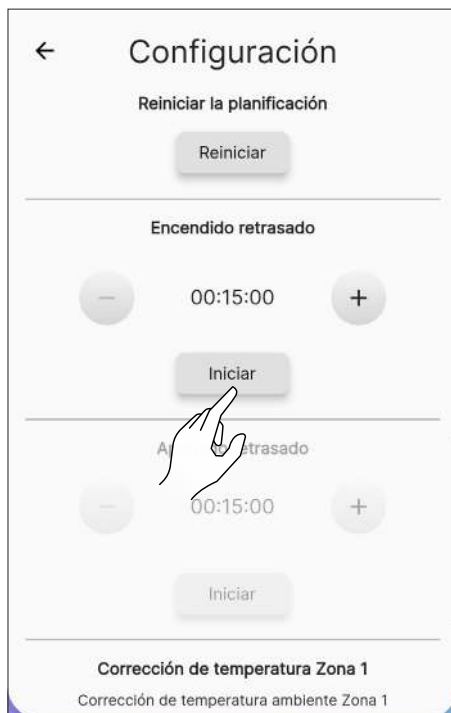 Configuración
Reiniciar la planificación
Reiniciar
Encendido retrasado
− 00:15:00 +
Iniciar
retrasado
− 00:15:00 +
Iniciar
Corrección de temperatura Zona 1
Corrección de temperatura ambiente Zona 1